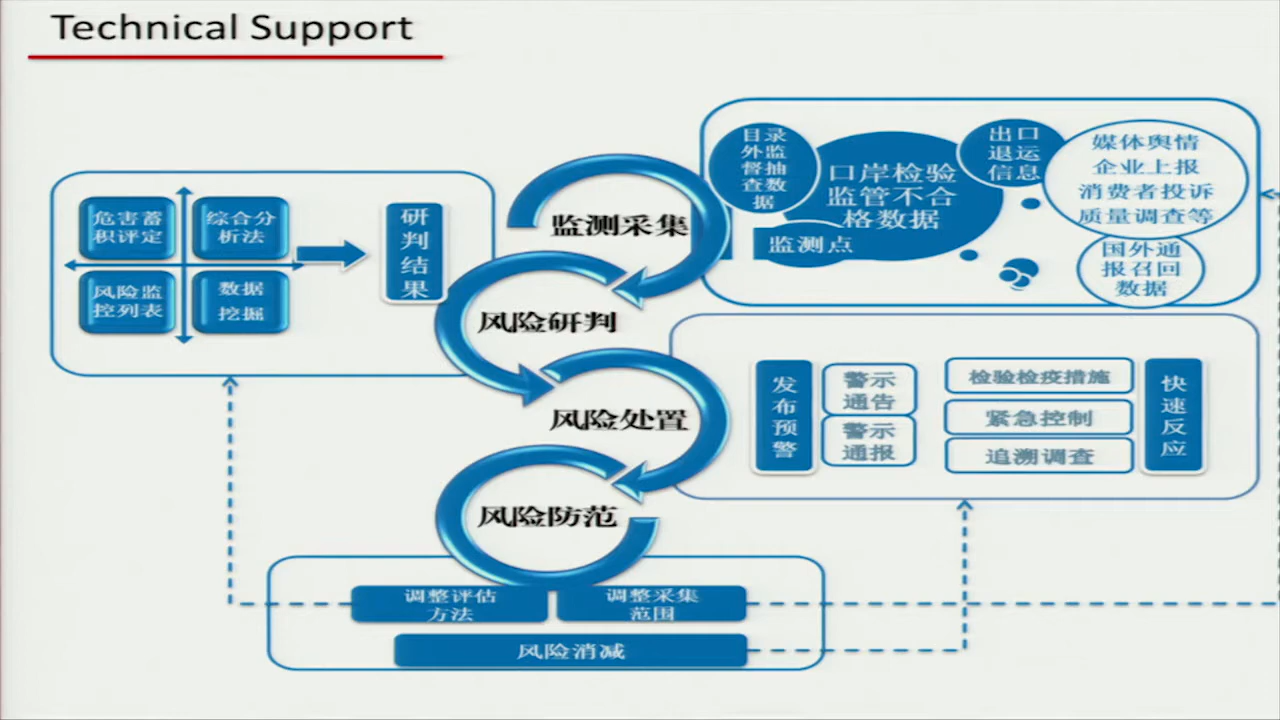 Technical Support
目录
外监
督抽
查数
据
口岸检验
监管不合
格数据
监测点
出口
退运
信息
媒体舆情
企业上报
消费者投诉
质量调查等
国外通
报召回
数据
监测采集
危害蓄
积评定
综合分
析法
风险监
控列表
数据
挖掘
研
判
结
果
风险研判
风险处置
发
布
预
警
警示
通告
警示
通报
检验检疫措施
紧急控制
追溯调查
快
速
反
应
风险防范
调整评估
方法
调整采集
范围
风险消减